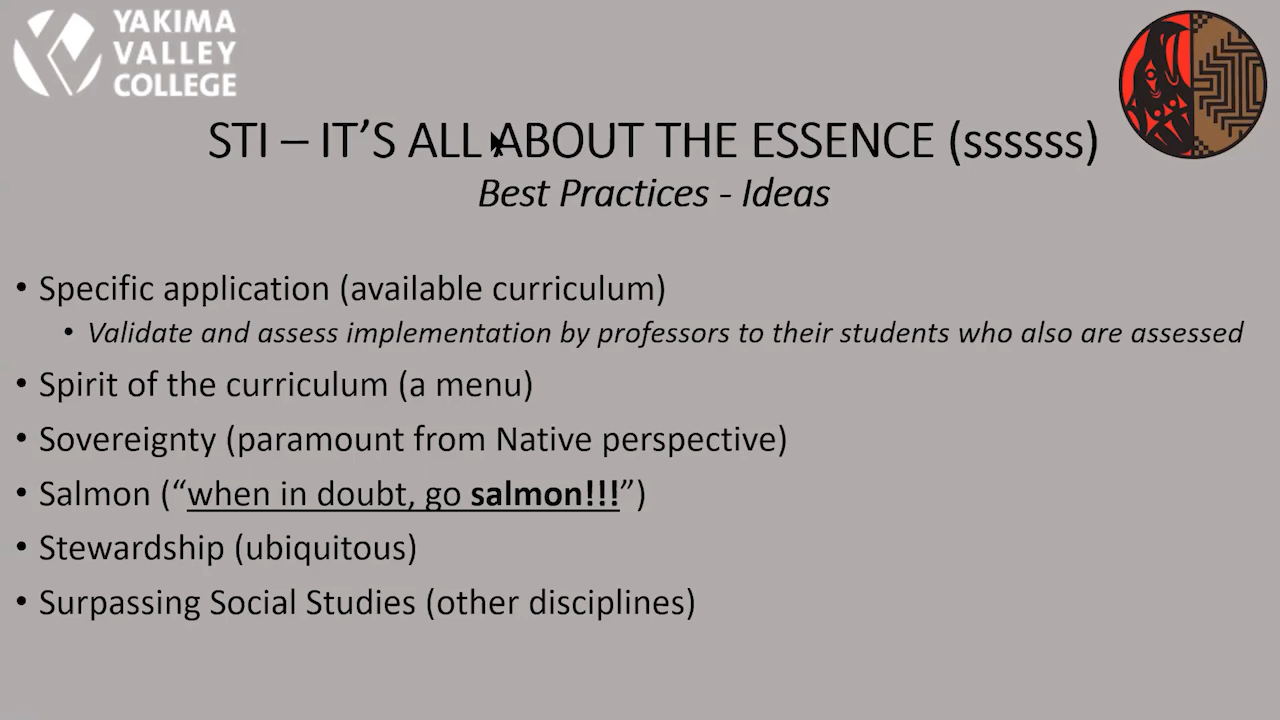 YAKIMA
VALLEY
COLLEGE
STI – IT’S ALL ABOUT THE ESSENCE (ssssss)
Best Practices - Ideas
• Specific application (available curriculum)
• Validate and assess implementation by professors to their students who also are assessed
• Spirit of the curriculum (a menu)
• Sovereignty (paramount from Native perspective)
• Salmon (“when in doubt, go salmon!!!”)
• Stewardship (ubiquitous)
• Surpassing Social Studies (other disciplines)